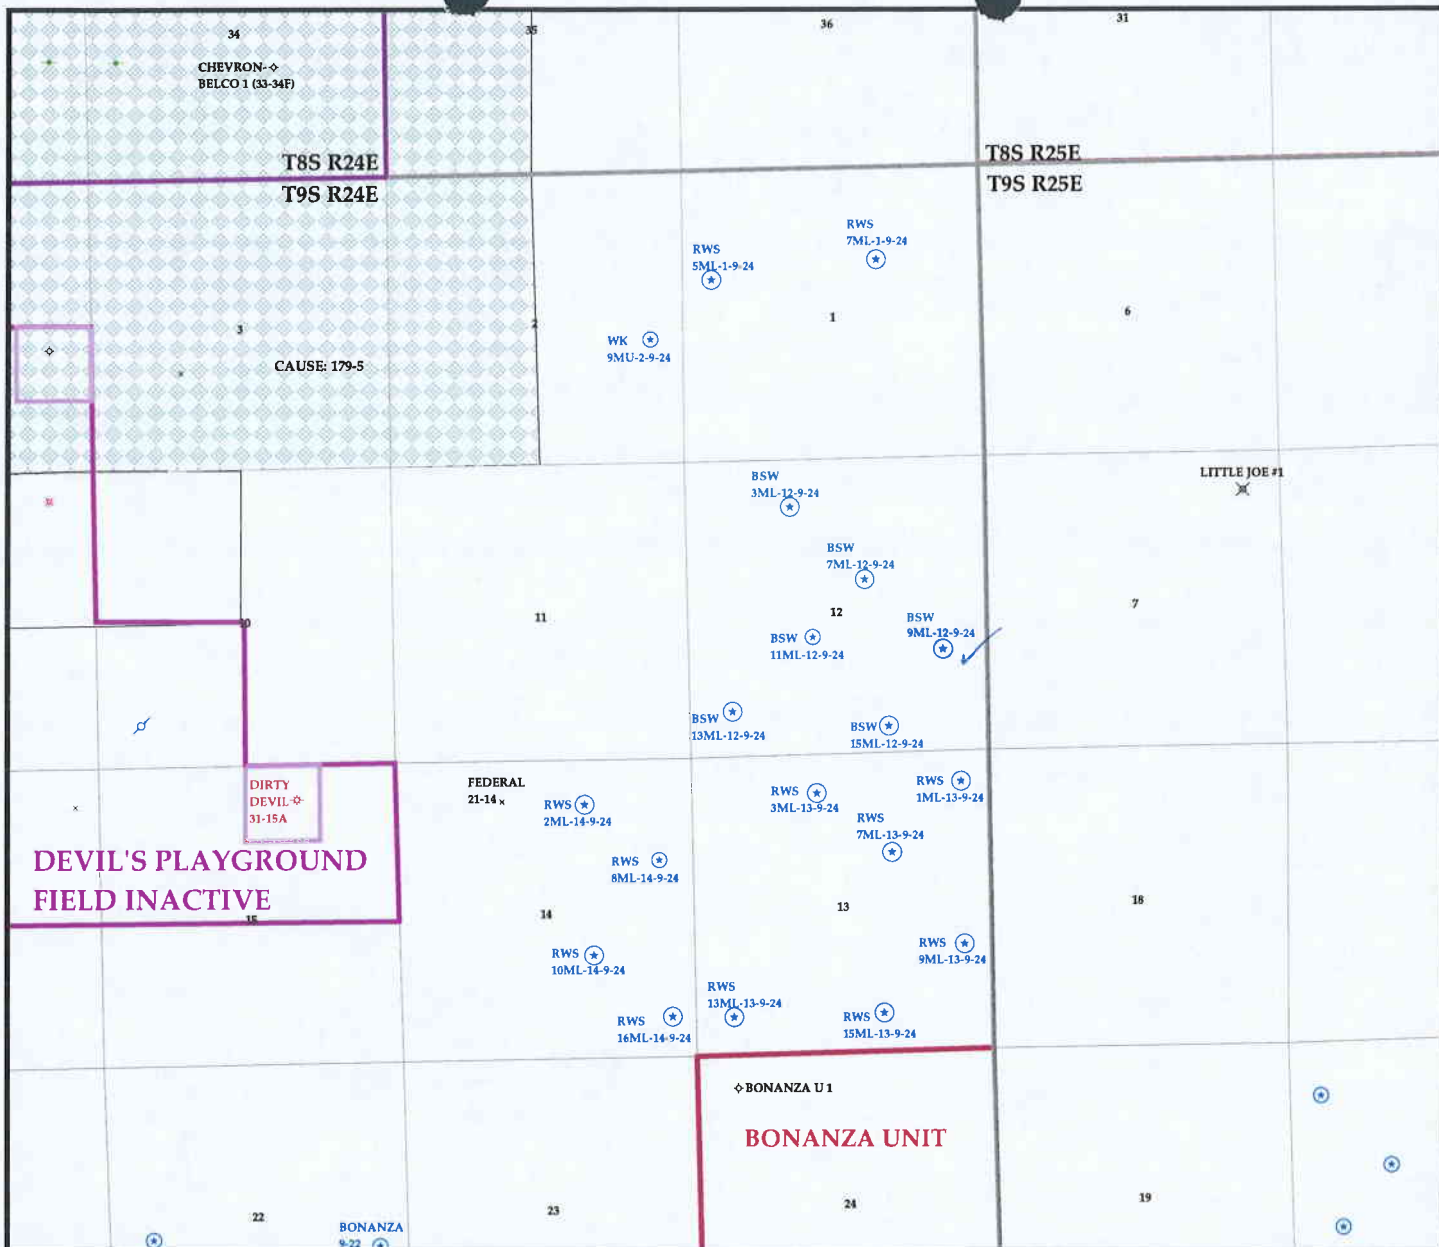 34
35
36
31
CHEVRON-
BELCO 1 (33-34F)
T8S R24E
T8S R25E
T9S R24E
T9S R25E
RWS
7ML-1-9-24
RWS
5ML-1-9-24
3
2
1
6
WK
9MU-2-9-24
CAUSE: 179-5
LITTLE JOE #1
BSW
3ML-12-9-24
BSW
7ML-12-9-24
10
11
12
7
BSW
9ML-12-9-24
BSW
11ML-12-9-24
BSW
13ML-12-9-24
BSW
15ML-12-9-24
DIRTY
DEVIL
31-15A
FEDERAL
21-14
RWS
2ML-14-9-24
RWS
3ML-13-9-24
RWS
1ML-13-9-24
RWS
7ML-13-9-24
RWS
8ML-14-9-24
DEVIL'S PLAYGROUND
FIELD INACTIVE
15
14
13
18
RWS
10ML-14-9-24
RWS
9ML-13-9-24
RWS
13ML-13-9-24
RWS
16ML-14-9-24
RWS
15ML-13-9-24
BONANZA U 1
BONANZA UNIT
22
23
24
19
BONANZA
9-22